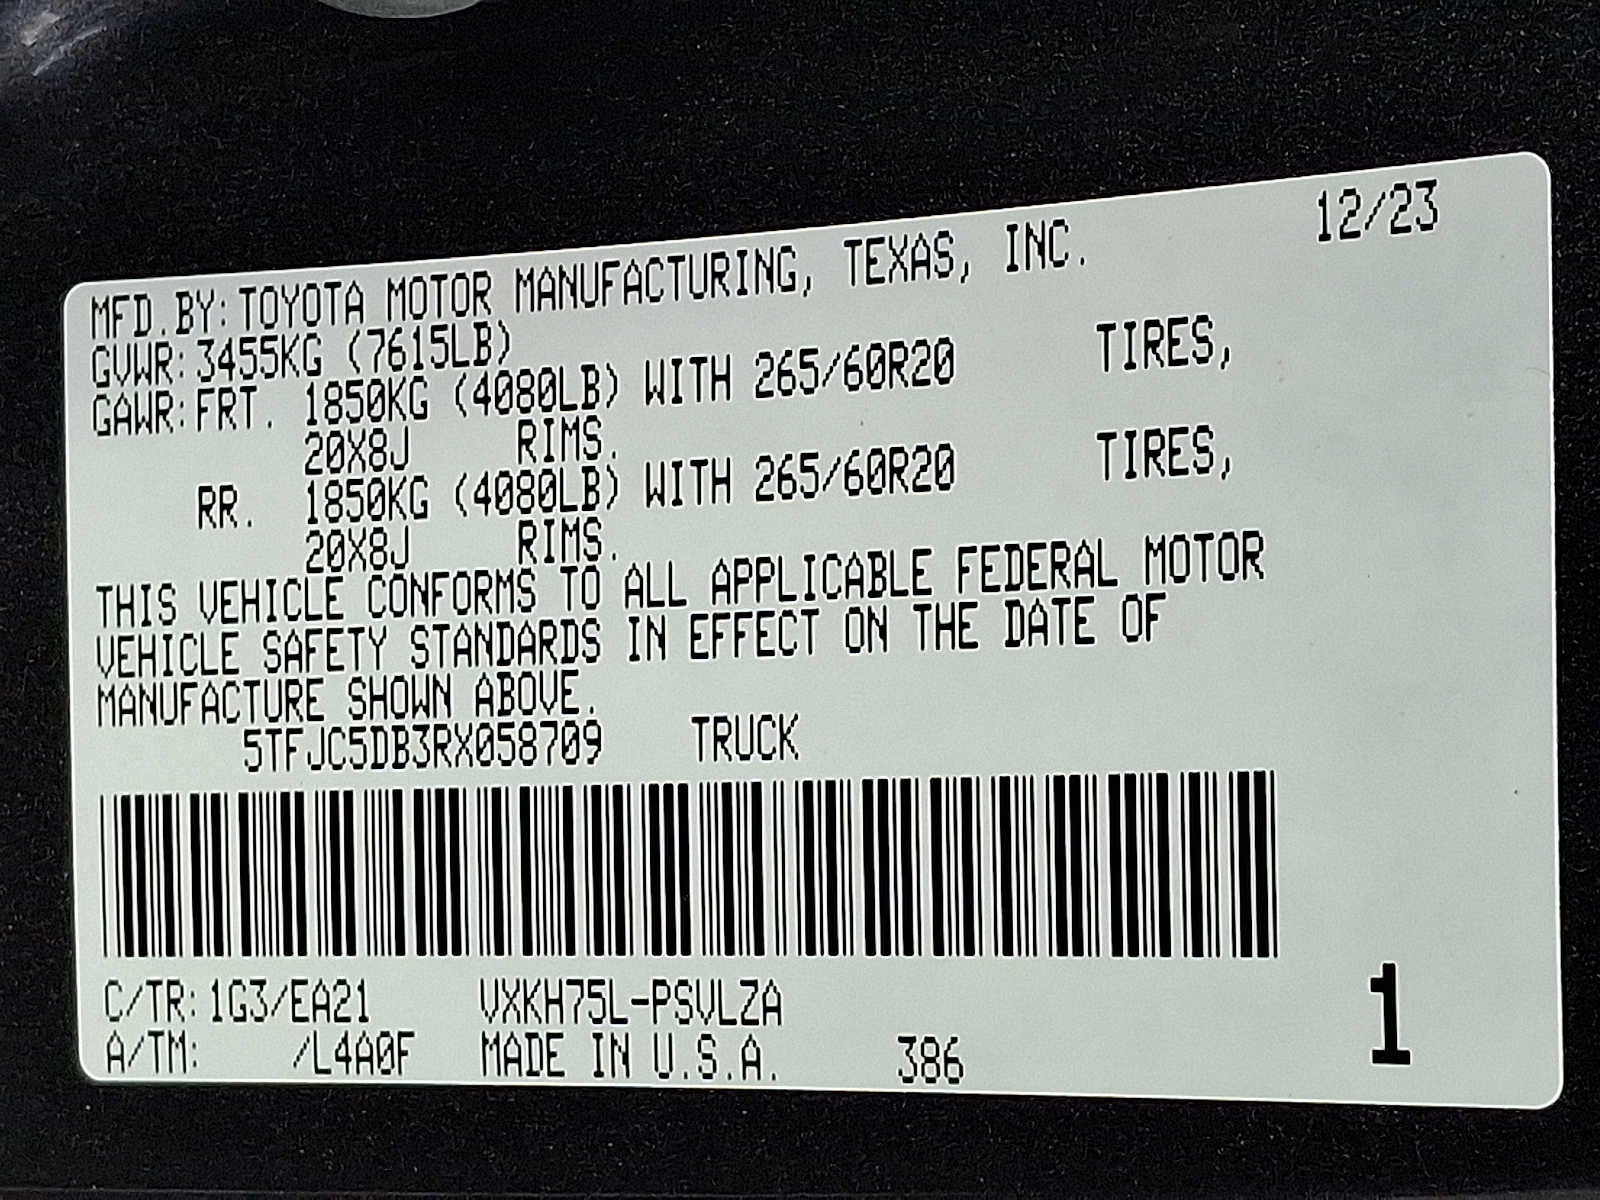 12/23
MFD.BY:TOYOTA MOTOR MANUFACTURING, TEXAS, INC.
GVWR:3455KG (7615LB)
GAWR:FRT. 1850KG (4080LB) WITH 265/60R20 TIRES,
20X8J RIMS.
RR. 1850KG (4080LB) WITH 265/60R20 TIRES,
20X8J RIMS.
THIS VEHICLE CONFORMS TO ALL APPLICABLE FEDERAL MOTOR
VEHICLE SAFETY STANDARDS IN EFFECT ON THE DATE OF
MANUFACTURE SHOWN ABOVE.
5TFJC5DB3RX058709 TRUCK
C/TR:1G3/EA21 VXKH75L-PSVLZA
A/TM: /L4A0F MADE IN U.S.A. 386
1